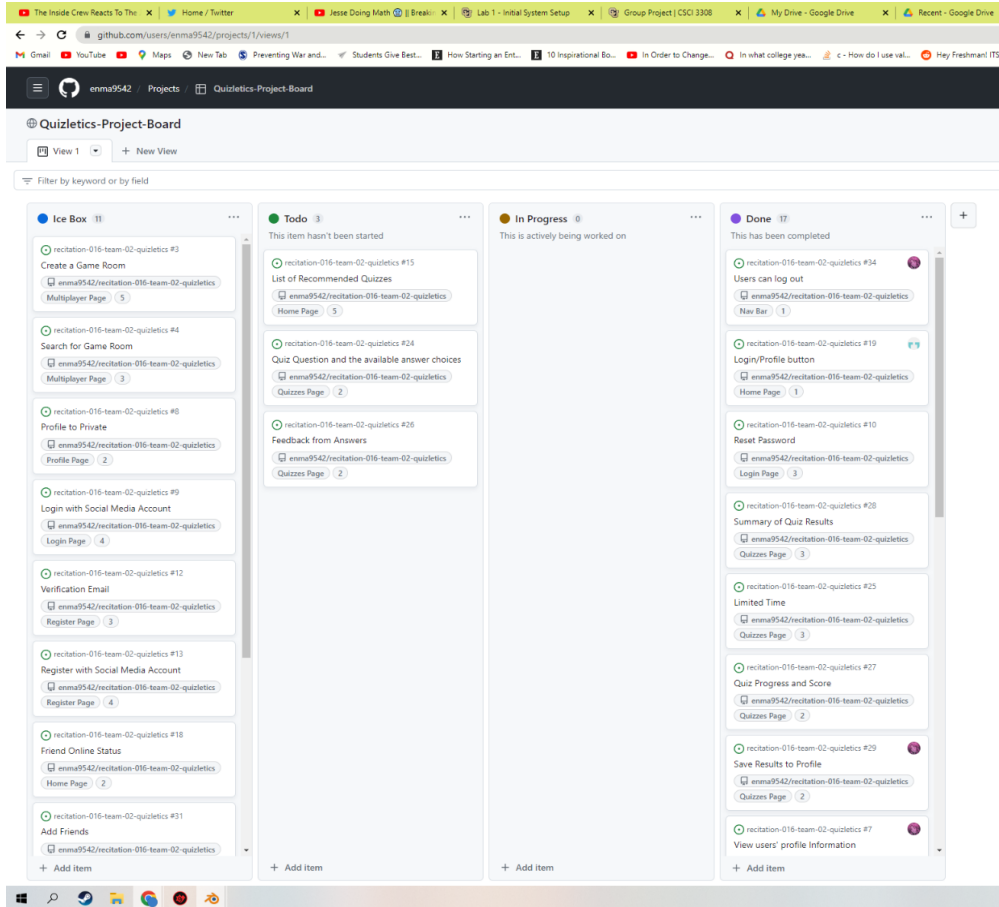 The Inside Crew Reacts To The
Home / Twitter
Jesse Doing Math || Breakin
Lab 1 - Initial System Setup
Group Project | CSCI 3308
My Drive - Google Drive
Recent - Google Drive
github.com/users/enma9542/projects/1/views/1
Gmail
YouTube
Maps
New Tab
Preventing War and...
Students Give Best...
How Starting an Ent...
10 Inspirational Bo...
In Order to Change...
In what college yea...
c - How do I use val...
Hey Freshman! ITS
enma9542 / Projects / Quizletics-Project-Board
Quizletics-Project-Board
View 1
+ New View
Filter by keyword or by field
Ice Box 11
recitation-016-team-02-quizletics #3
Create a Game Room
enma9542/recitation-016-team-02-quizletics
Multiplayer Page 5
recitation-016-team-02-quizletics #4
Search for Game Room
enma9542/recitation-016-team-02-quizletics
Multiplayer Page 3
recitation-016-team-02-quizletics #8
Profile to Private
enma9542/recitation-016-team-02-quizletics
Profile Page 2
recitation-016-team-02-quizletics #9
Login with Social Media Account
enma9542/recitation-016-team-02-quizletics
Login Page 4
recitation-016-team-02-quizletics #12
Verification Email
enma9542/recitation-016-team-02-quizletics
Register Page 3
recitation-016-team-02-quizletics #13
Register with Social Media Account
enma9542/recitation-016-team-02-quizletics
Register Page 4
recitation-016-team-02-quizletics #18
Friend Online Status
enma9542/recitation-016-team-02-quizletics
Home Page 2
recitation-016-team-02-quizletics #31
Add Friends
enma9542/recitation-016-team-02-quizletics
+ Add item
Todo 3
This item hasn't been started
recitation-016-team-02-quizletics #15
List of Recommended Quizzes
enma9542/recitation-016-team-02-quizletics
Home Page 5
recitation-016-team-02-quizletics #24
Quiz Question and the available answer choices
enma9542/recitation-016-team-02-quizletics
Quizzes Page 2
recitation-016-team-02-quizletics #26
Feedback from Answers
enma9542/recitation-016-team-02-quizletics
Quizzes Page 2
+ Add item
In Progress 0
This is actively being worked on
+ Add item
Done 17
This has been completed
recitation-016-team-02-quizletics #34
Users can log out
enma9542/recitation-016-team-02-quizletics
Nav Bar 1
recitation-016-team-02-quizletics #19
Login/Profile button
enma9542/recitation-016-team-02-quizletics
Home Page 1
recitation-016-team-02-quizletics #10
Reset Password
enma9542/recitation-016-team-02-quizletics
Login Page 3
recitation-016-team-02-quizletics #28
Summary of Quiz Results
enma9542/recitation-016-team-02-quizletics
Quizzes Page 3
recitation-016-team-02-quizletics #25
Limited Time
enma9542/recitation-016-team-02-quizletics
Quizzes Page 3
recitation-016-team-02-quizletics #27
Quiz Progress and Score
enma9542/recitation-016-team-02-quizletics
Quizzes Page 2
recitation-016-team-02-quizletics #29
Save Results to Profile
enma9542/recitation-016-team-02-quizletics
Quizzes Page 2
recitation-016-team-02-quizletics #7
View users' profile Information
+ Add item